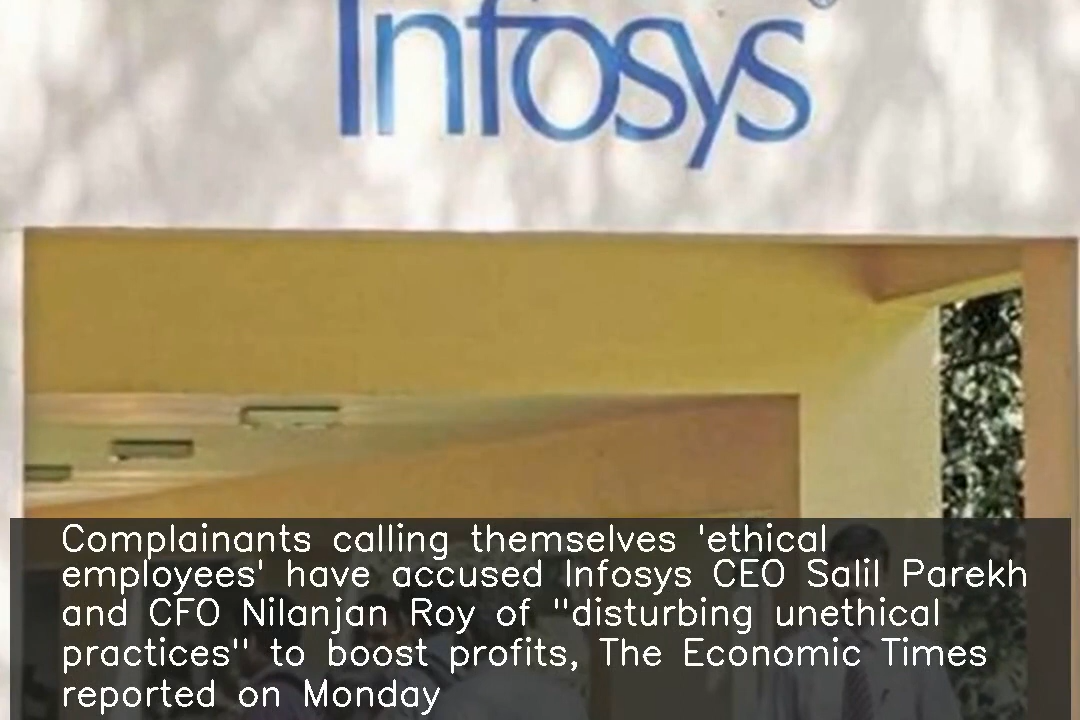 Infosys
Complainants calling themselves 'ethical
employees' have accused Infosys CEO Salil Parekh
and CFO Nilanjan Roy of "disturbing unethical
practices" to boost profits, The Economic Times
reported on Monday